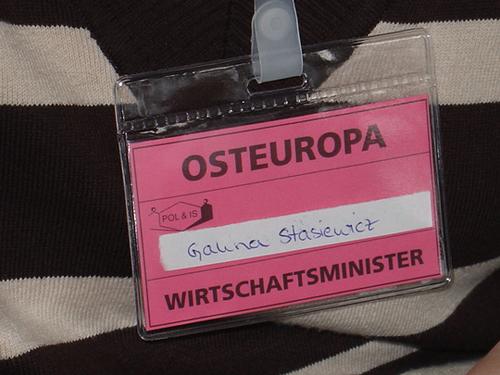 OSTEUROPA
POL & IS
Galina Stasiewicz
WIRTSCHAFTSMINISTER